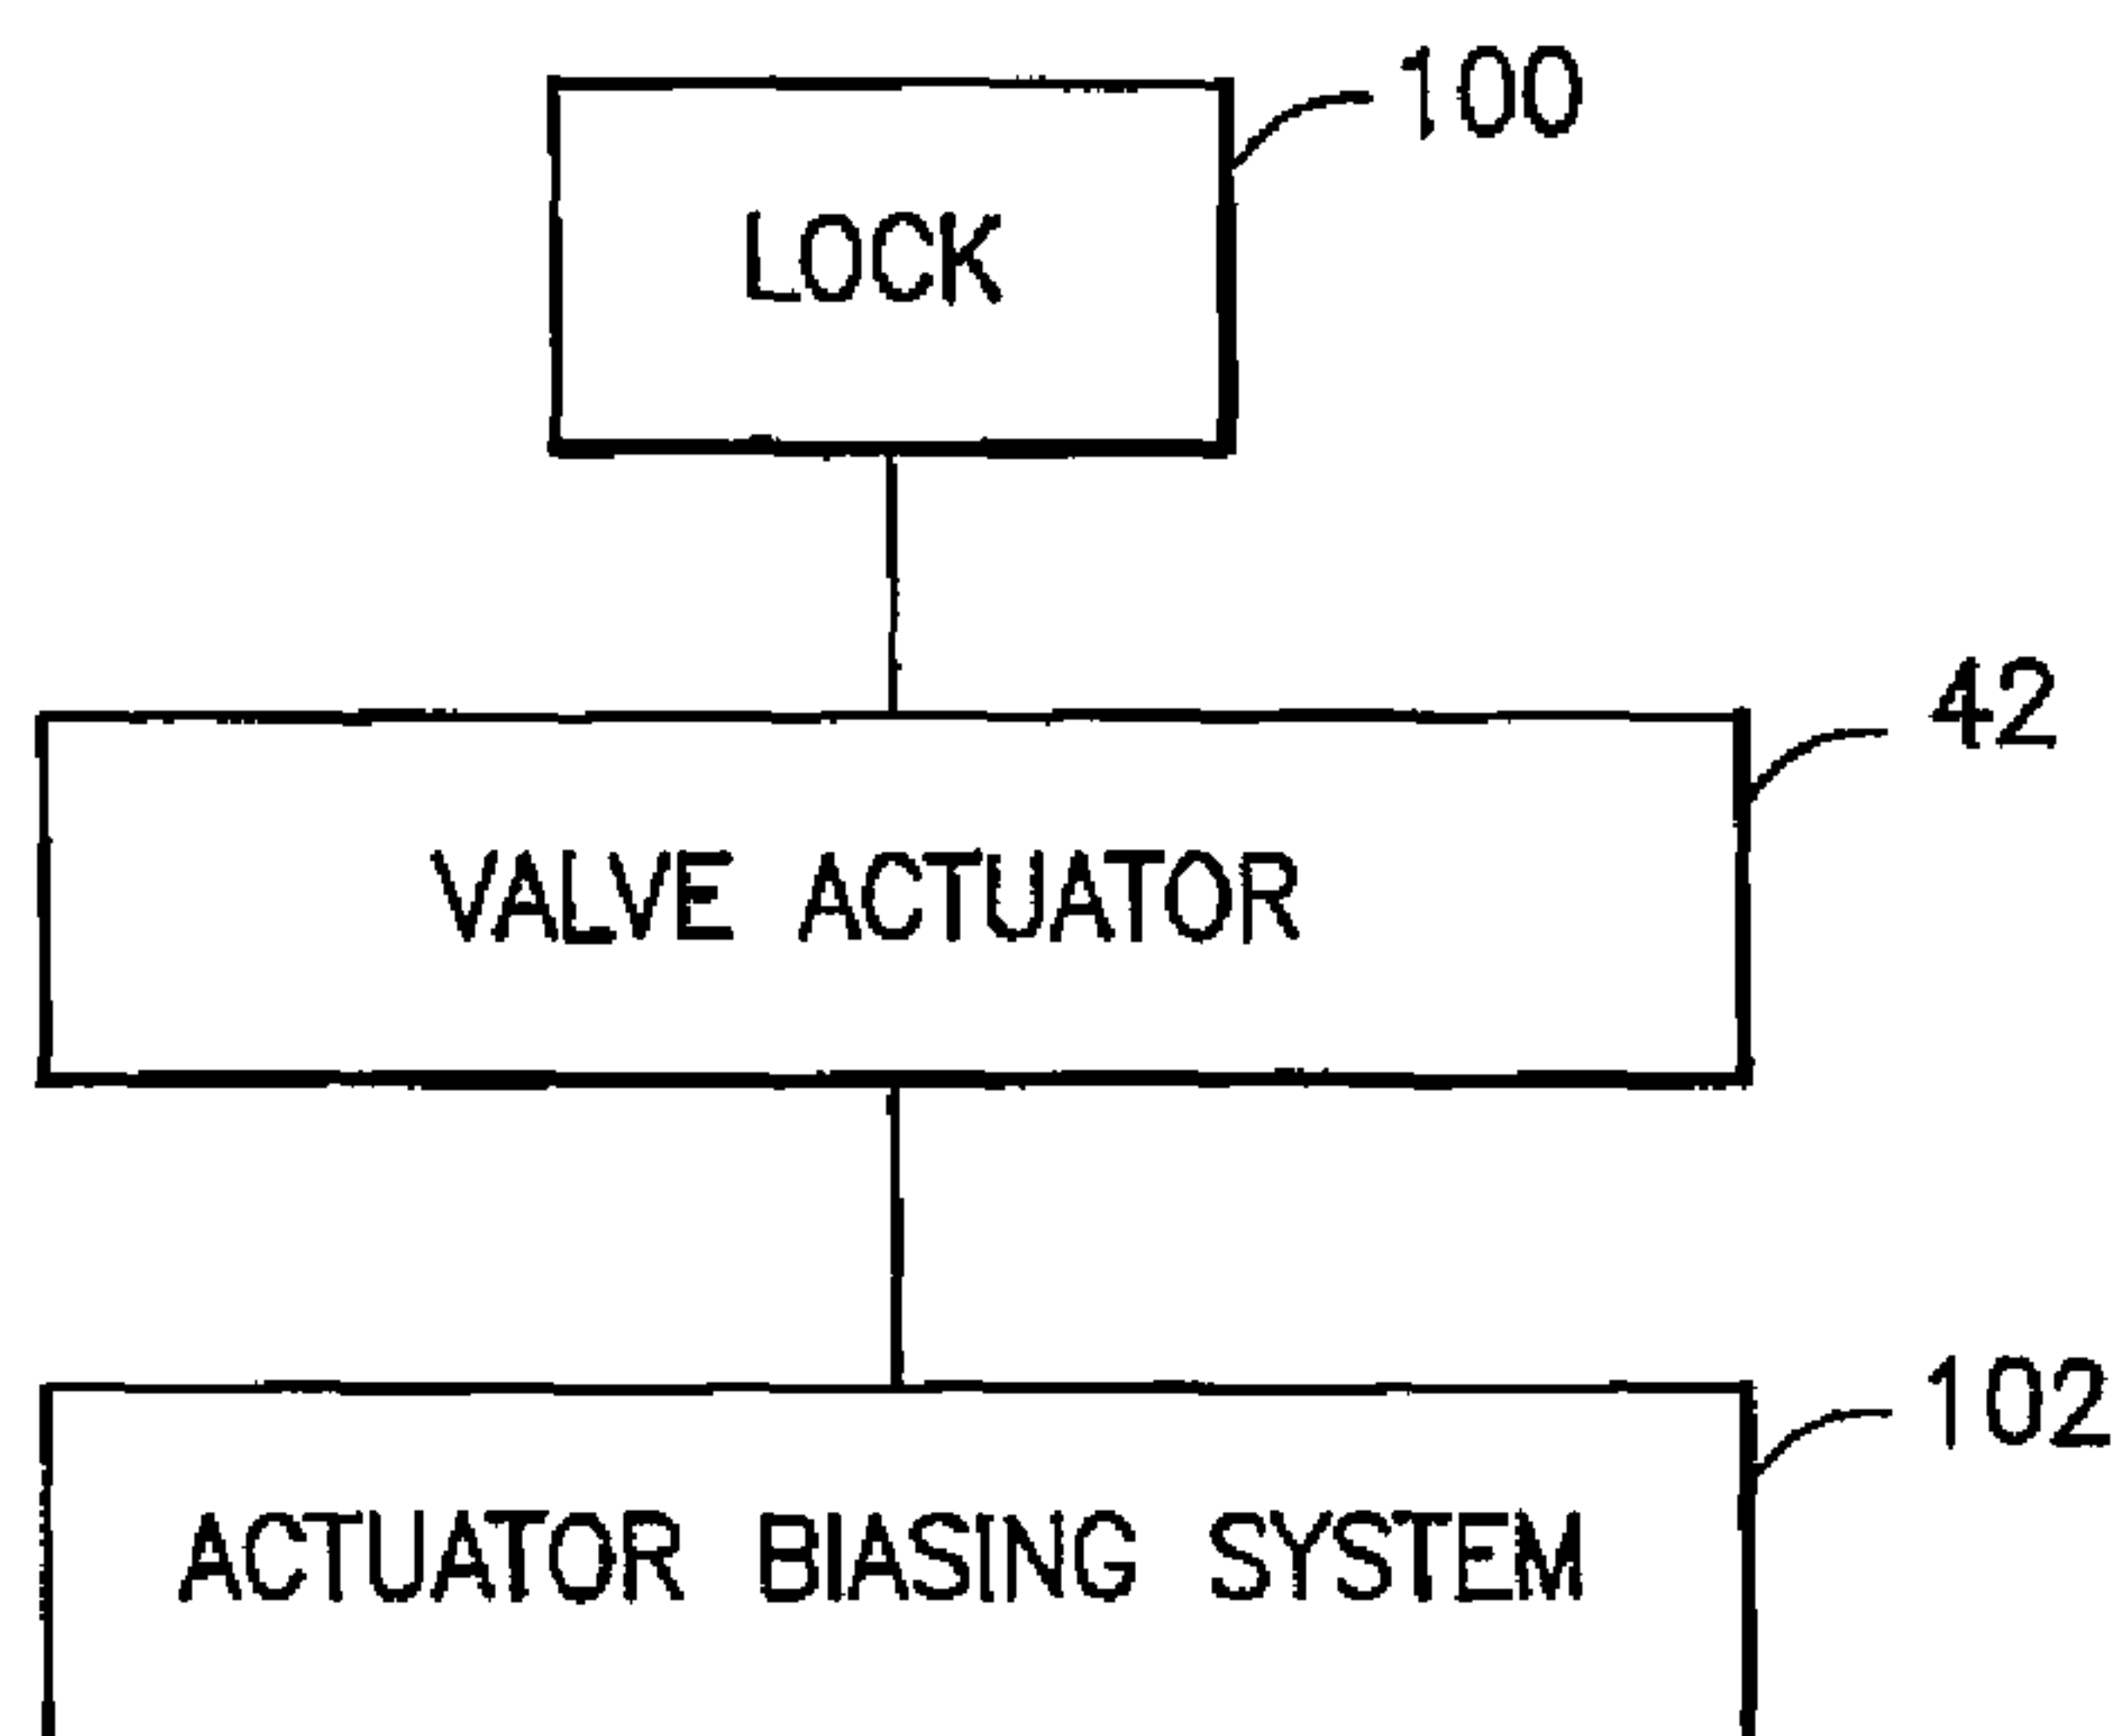 100
LOCK
42
VALVE ACTUATOR
102
ACTUATOR BIASING SYSTEM